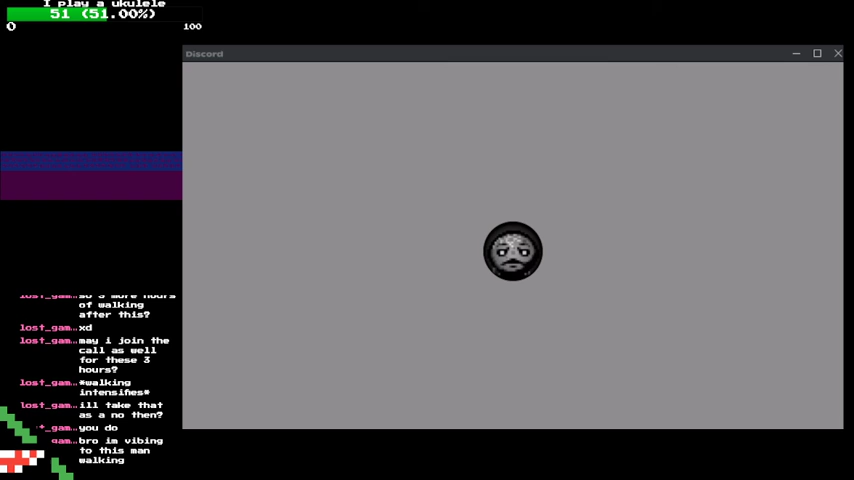 I play a ukulele
51 (51.00%)
0
100
Discord
lost_gam…so 3 more hours
of walking
after this?
lost_gam…xd
lost_gam…may i join the
call as well
for these 3
hours?
lost_gam…*walking
intensifies*
lost_gam…ill take that
as a no then?
t_gam…you do
gam…bro im vibing
to this man
walking